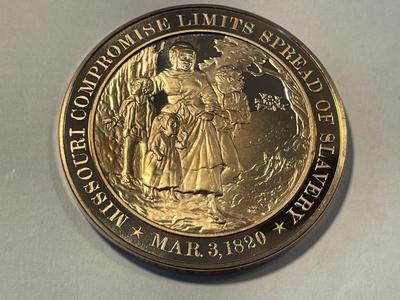 MISSOURI COMPROMISE LIMITS SPREAD OF SLAVERY
★ MAR. 3, 1820 ★